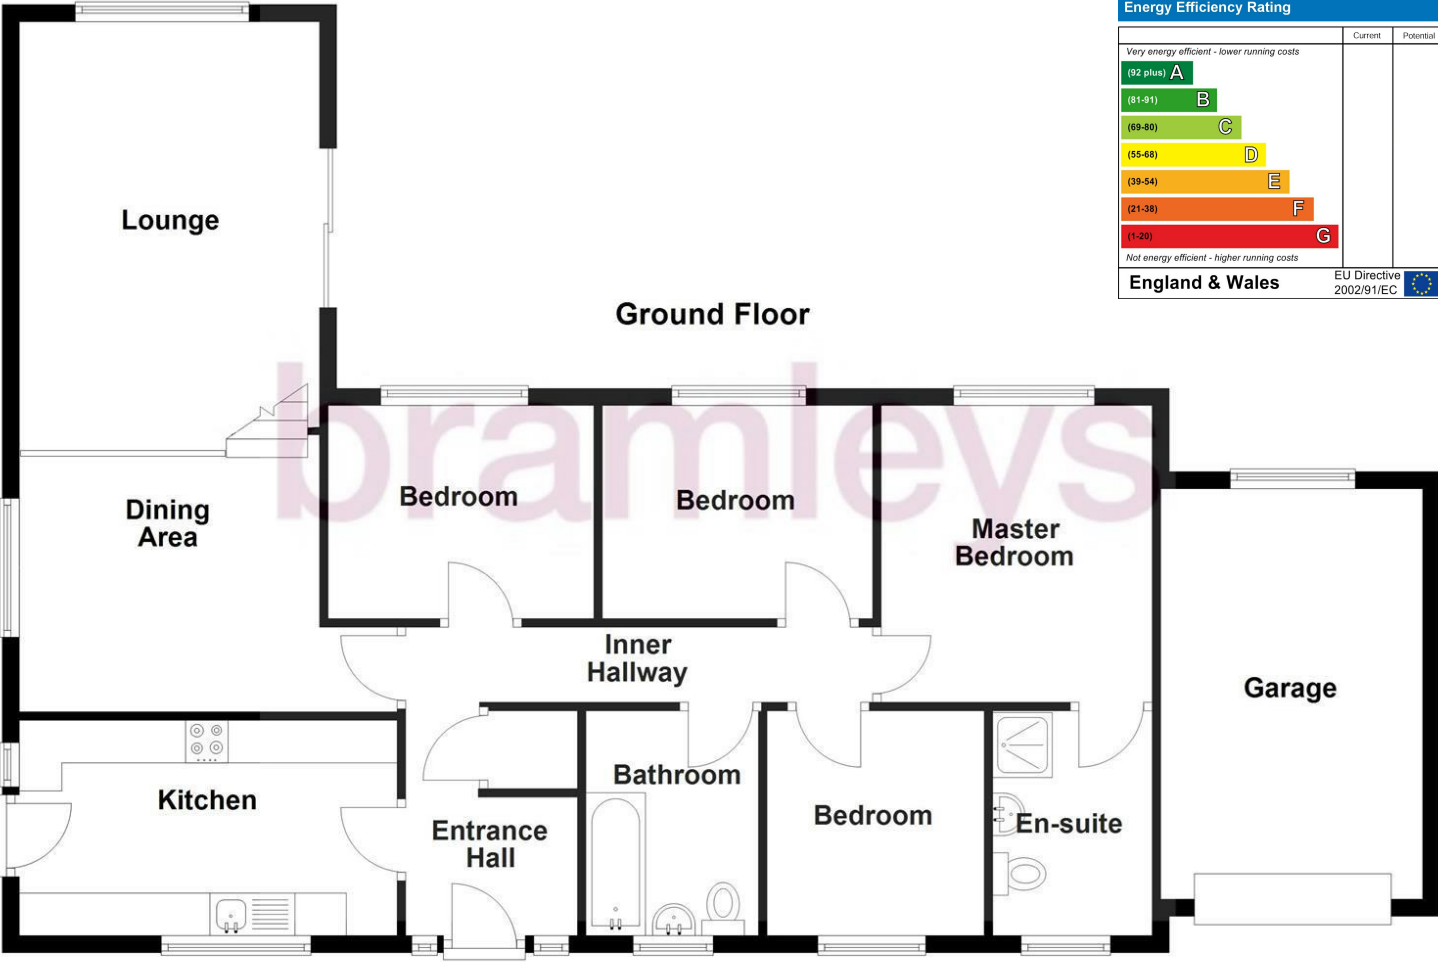 Energy Efficiency Rating
Current Potential
Very energy efficient - lower running costs
(92 plus) A
(81-91) B
(69-80) C
(55-68) D
(39-54) E
(21-38) F
(1-20) G
Not energy efficient - higher running costs
England & Wales
EU Directive
2002/91/EC
Ground Floor
bramleys
Lounge
Dining
Area
Bedroom
Bedroom
Master
Bedroom
Inner
Hallway
Garage
Kitchen
Entrance
Hall
Bathroom
Bedroom
En-suite